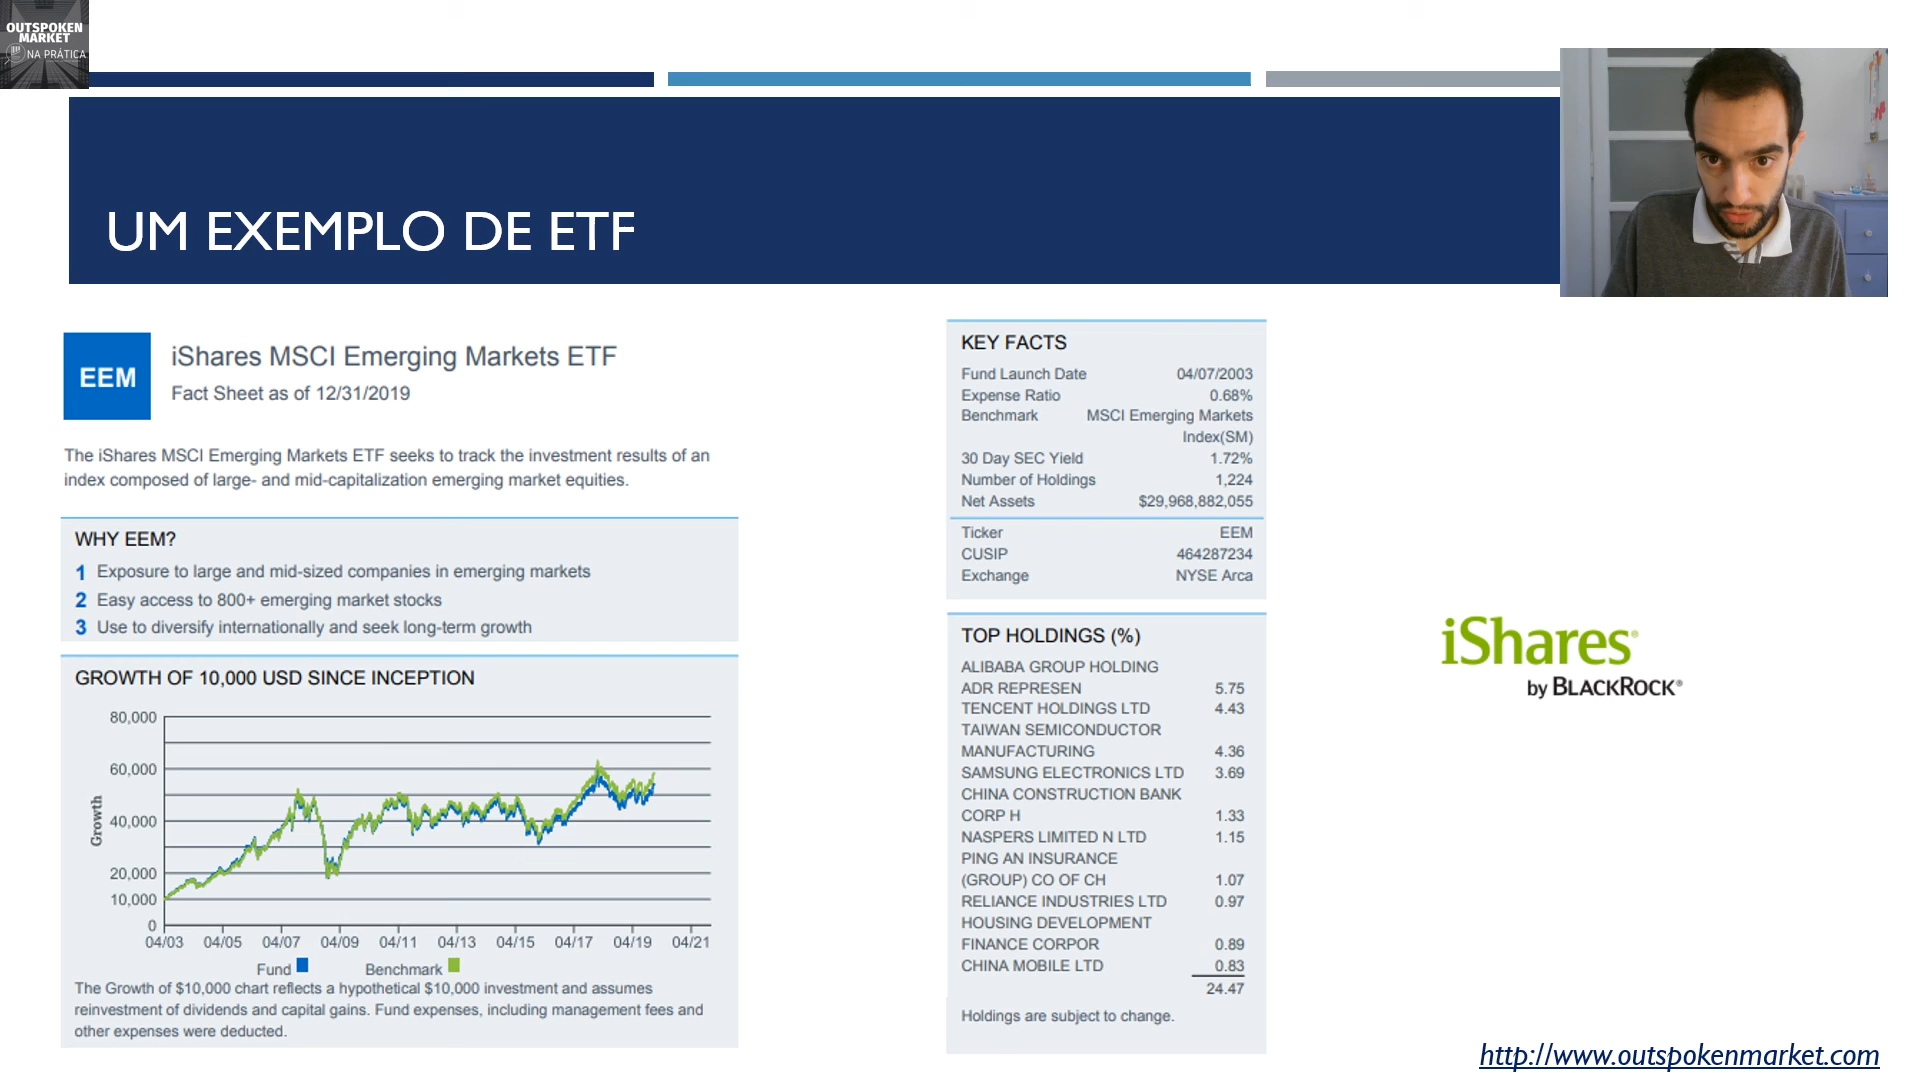 OUTSPOKEN
MARKET
NA PRÁTICA
UM EXEMPLO DE ETF
EEM
iShares MSCI Emerging Markets ETF
Fact Sheet as of 12/31/2019
The iShares MSCI Emerging Markets ETF seeks to track the investment results of an
index composed of large- and mid-capitalization emerging market equities.
WHY EEM?
1 Exposure to large and mid-sized companies in emerging markets
2 Easy access to 800+ emerging market stocks
3 Use to diversify internationally and seek long-term growth
GROWTH OF 10,000 USD SINCE INCEPTION
Growth
80,000
60,000
40,000
20,000
10,000
0
04/03 04/05 04/07 04/09 04/11 04/13 04/15 04/17 04/19 04/21
Fund Benchmark
The Growth of $10,000 chart reflects a hypothetical $10,000 investment and assumes
reinvestment of dividends and capital gains. Fund expenses, including management fees and
other expenses were deducted.
KEY FACTS
Fund Launch Date 04/07/2003
Expense Ratio 0.68%
Benchmark MSCI Emerging Markets
Index(SM)
30 Day SEC Yield 1.72%
Number of Holdings 1,224
Net Assets $29,968,882,055
Ticker EEM
CUSIP 464287234
Exchange NYSE Arca
TOP HOLDINGS (%)
ALIBABA GROUP HOLDING
ADR REPRESEN 5.75
TENCENT HOLDINGS LTD 4.43
TAIWAN SEMICONDUCTOR
MANUFACTURING 4.36
SAMSUNG ELECTRONICS LTD 3.69
CHINA CONSTRUCTION BANK
CORP H 1.33
NASPERS LIMITED N LTD 1.15
PING AN INSURANCE
(GROUP) CO OF CH 1.07
RELIANCE INDUSTRIES LTD 0.97
HOUSING DEVELOPMENT
FINANCE CORPOR 0.89
CHINA MOBILE LTD 0.83
24.47
Holdings are subject to change.
iShares®
by BLACKROCK®
http://www.outspokenmarket.com